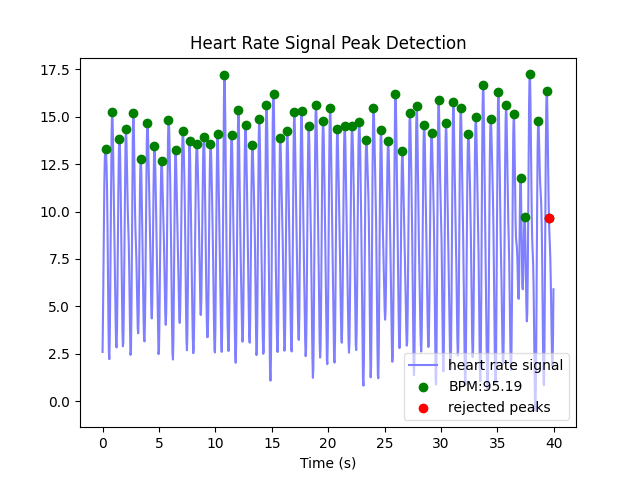 Heart Rate Signal Peak Detection
17.5
15.0
12.5
10.0
7.5
5.0
2.5
0.0
heart rate signal
BPM:95.19
rejected peaks
0 5 10 15 20 25 30 35 40
Time (s)